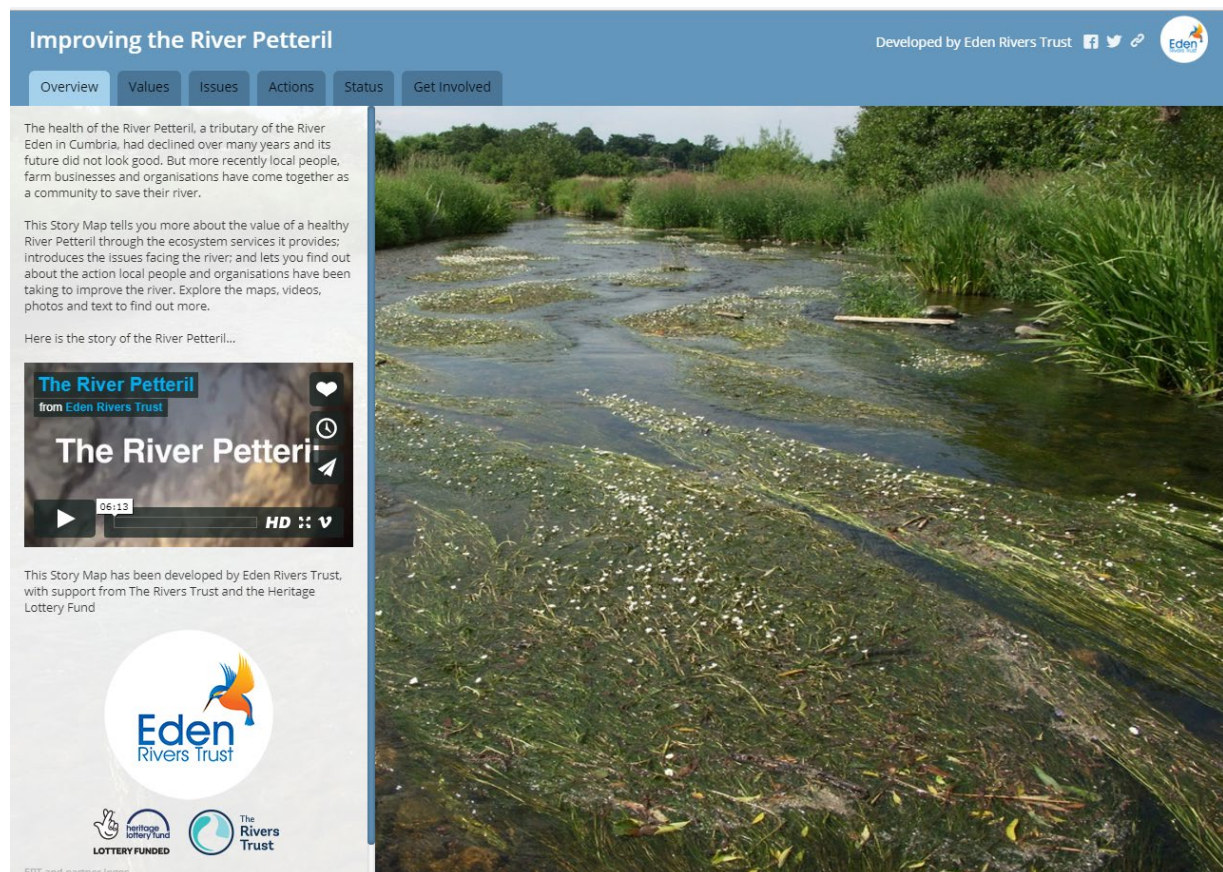 Improving the River Petteril
Developed by Eden Rivers Trust
Eden
Rivers Trust
Overview
Values
Issues
Actions
Status
Get Involved
The health of the River Petteril, a tributary of the River
Eden in Cumbria, had declined over many years and its
future did not look good. But more recently local people,
farm businesses and organisations have come together as
a community to save their river.
This Story Map tells you more about the value of a healthy
River Petteril through the ecosystem services it provides;
introduces the issues facing the river; and lets you find out
about the action local people and organisations have been
taking to improve the river. Explore the maps, videos,
photos and text to find out more.
Here is the story of the River Petteril...
The River Petteril
from Eden Rivers Trust
The River Petteril
06:13
HD
This Story Map has been developed by Eden Rivers Trust,
with support from The Rivers Trust and the Heritage
Lottery Fund
Eden
Rivers Trust
heritage
lottery fund
LOTTERY FUNDED
The
Rivers
Trust